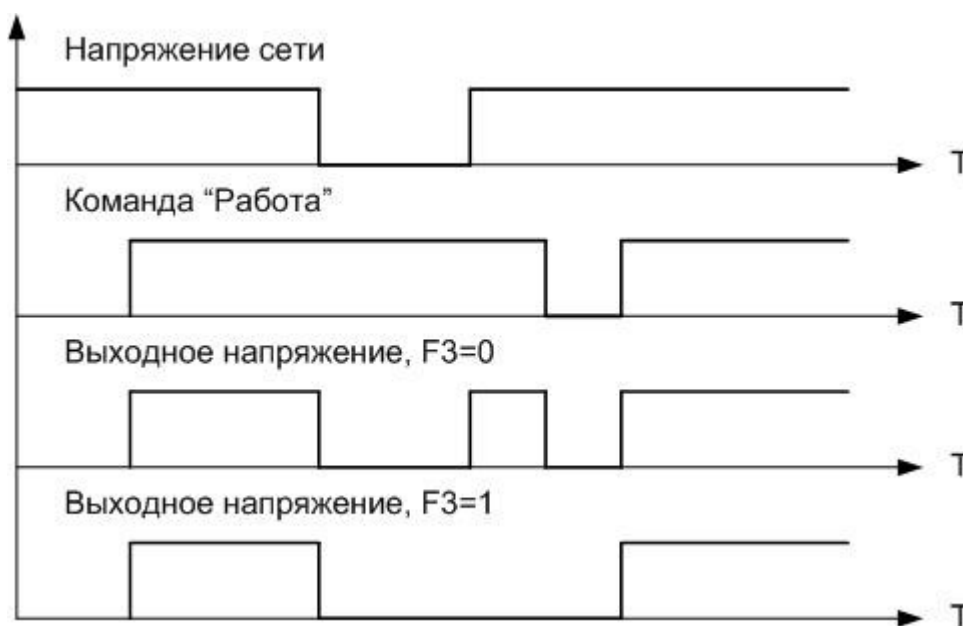 Напряжение сети
T
Команда “Работа”
T
Выходное напряжение, F3=0
T
Выходное напряжение, F3=1
T